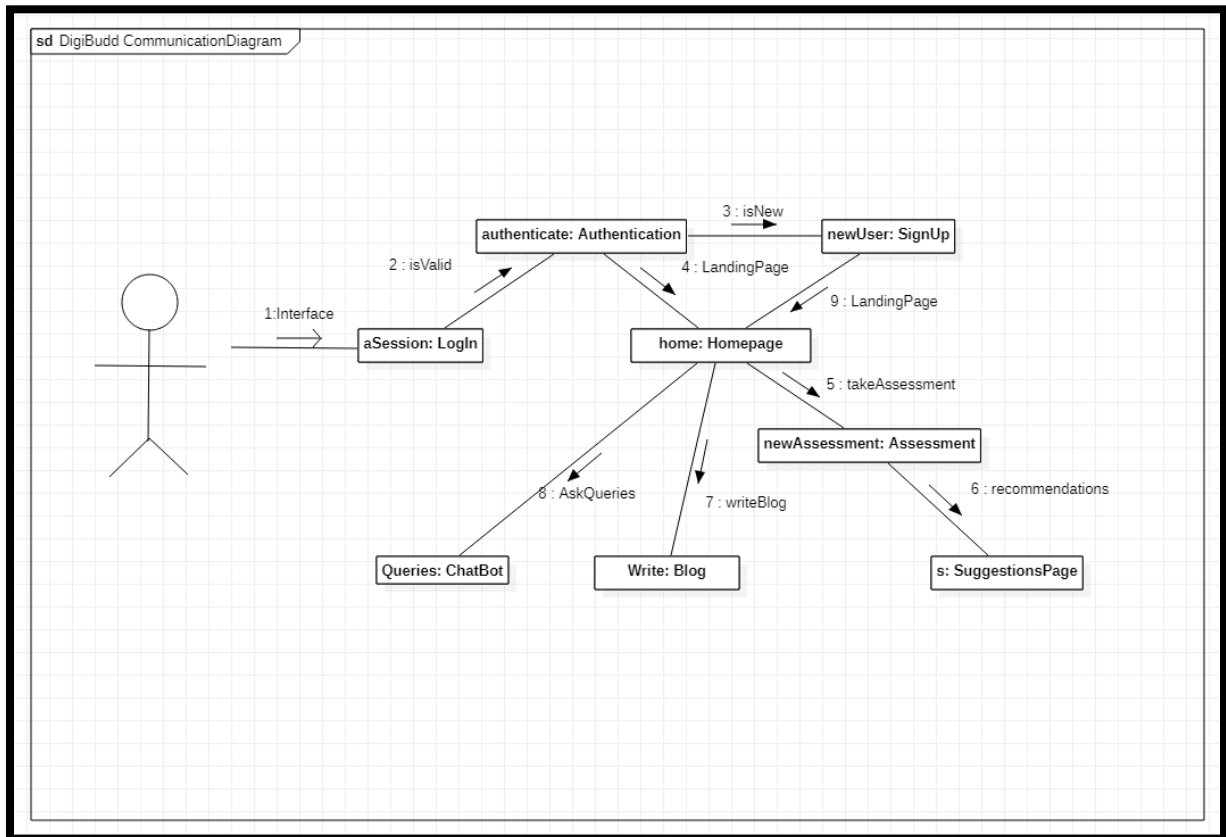 sd DigiBudd CommunicationDiagram
3 : isNew
authenticate: Authentication
newUser: SignUp
2 : isValid
4 : LandingPage
9 : LandingPage
1:Interface
aSession: LogIn
home: Homepage
5 : takeAssessment
newAssessment: Assessment
8 : AskQueries
7 : writeBlog
6 : recommendations
Queries: ChatBot
Write: Blog
s: SuggestionsPage